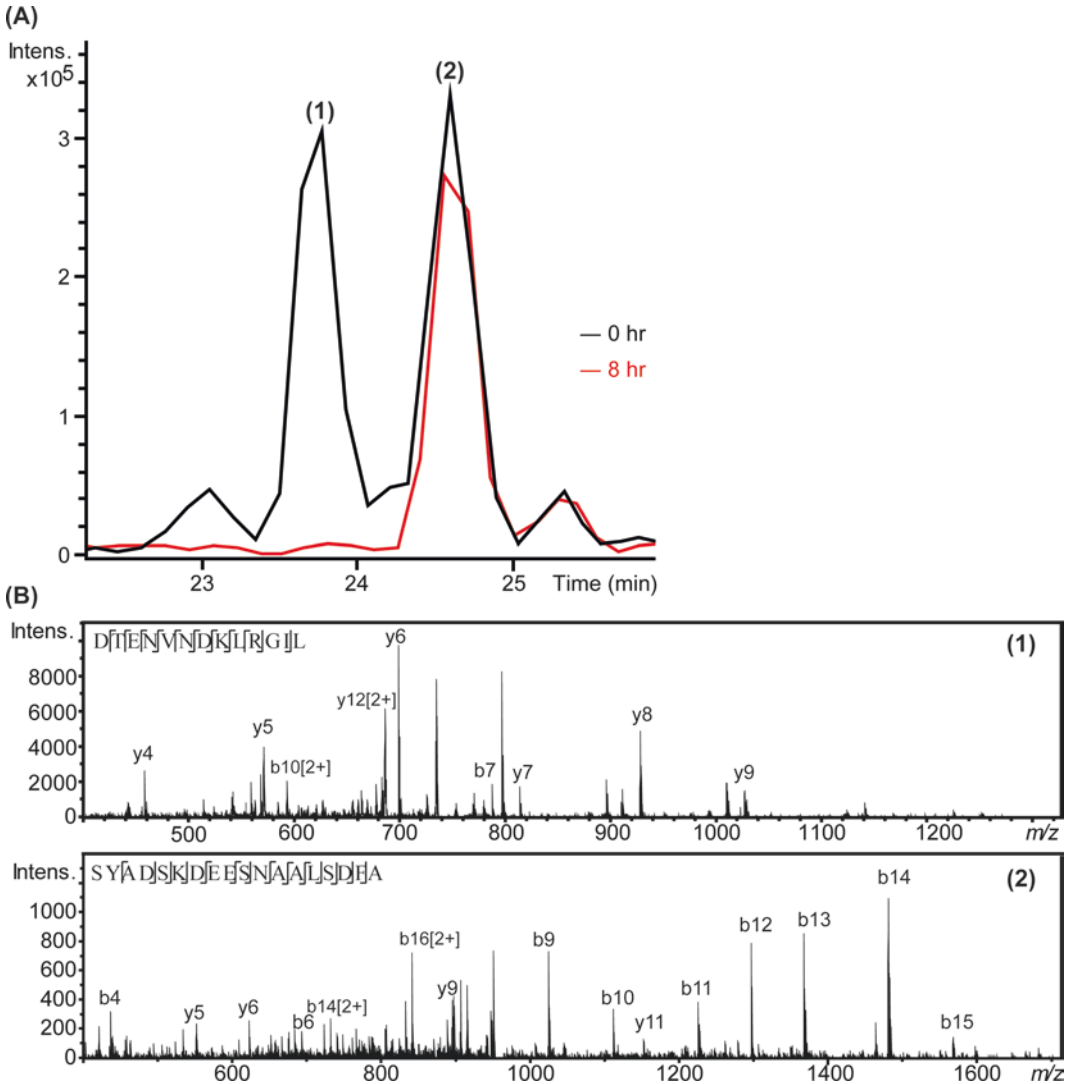 (A)
Intens.
x10⁵
(1)
(2)
3
2
1
0
— 0 hr
— 8 hr
23 24 25 Time (min)
(B)
Intens.
DTENVNDKLRGIL
(1)
y6
y12[2+]
y5
b10[2+]
y4
b7
y7
y8
y9
8000
6000
4000
2000
0
500 600 700 800 900 1000 1100 1200 m/z
Intens.
SYADSKDEESNAALSDFA
(2)
b14
b13
b12
b9
b16[2+]
b11
b10
y9
b4
b14[2+]
y6
y5
b6
y11
b15
1000
800
600
400
200
0
600 800 1000 1200 1400 1600 m/z